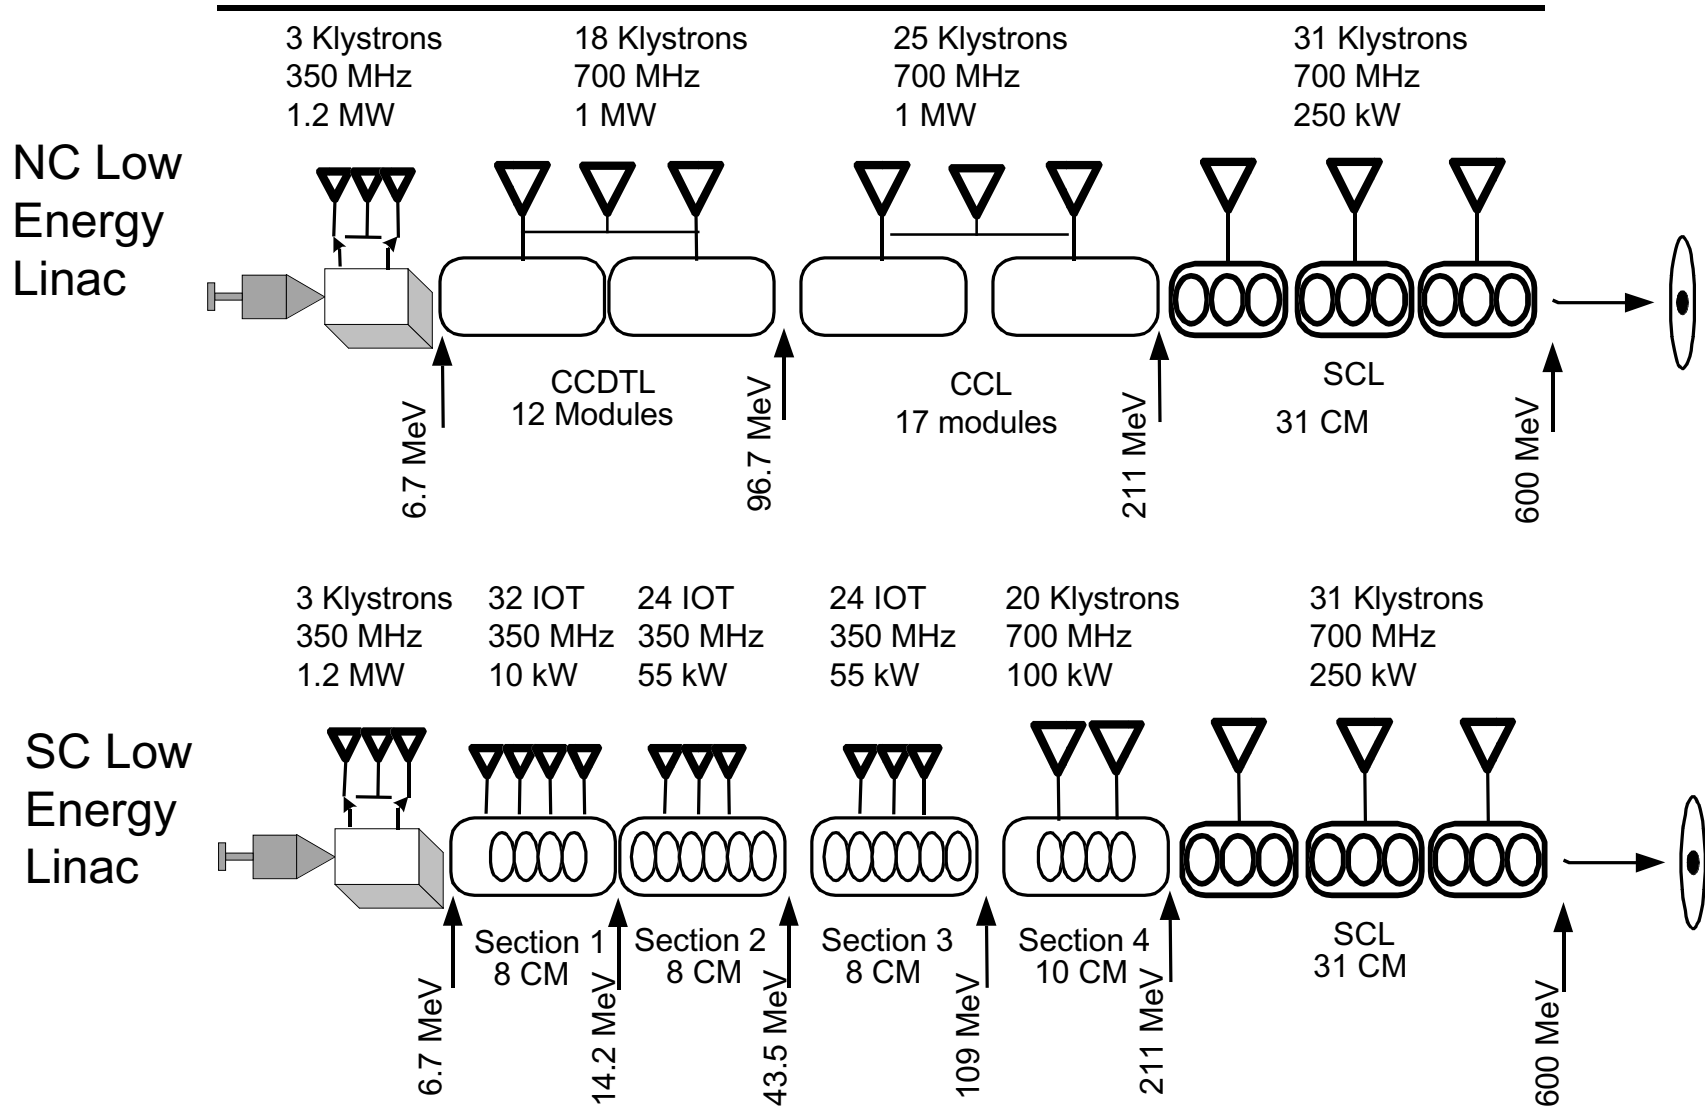 3 Klystrons
350 MHz
1.2 MW
18 Klystrons
700 MHz
1 MW
25 Klystrons
700 MHz
1 MW
31 Klystrons
700 MHz
250 kW
NC Low
Energy
Linac
CCDTL
12 Modules
CCL
17 modules
SCL
31 CM
6.7 MeV
96.7 MeV
211 MeV
600 MeV
3 Klystrons
350 MHz
1.2 MW
32 IOT
350 MHz
10 kW
24 IOT
350 MHz
55 kW
24 IOT
350 MHz
55 kW
20 Klystrons
700 MHz
100 kW
31 Klystrons
700 MHz
250 kW
SC Low
Energy
Linac
Section 1
8 CM
Section 2
8 CM
Section 3
8 CM
Section 4
10 CM
SCL
31 CM
6.7 MeV
14.2 MeV
43.5 MeV
109 MeV
211 MeV
600 MeV